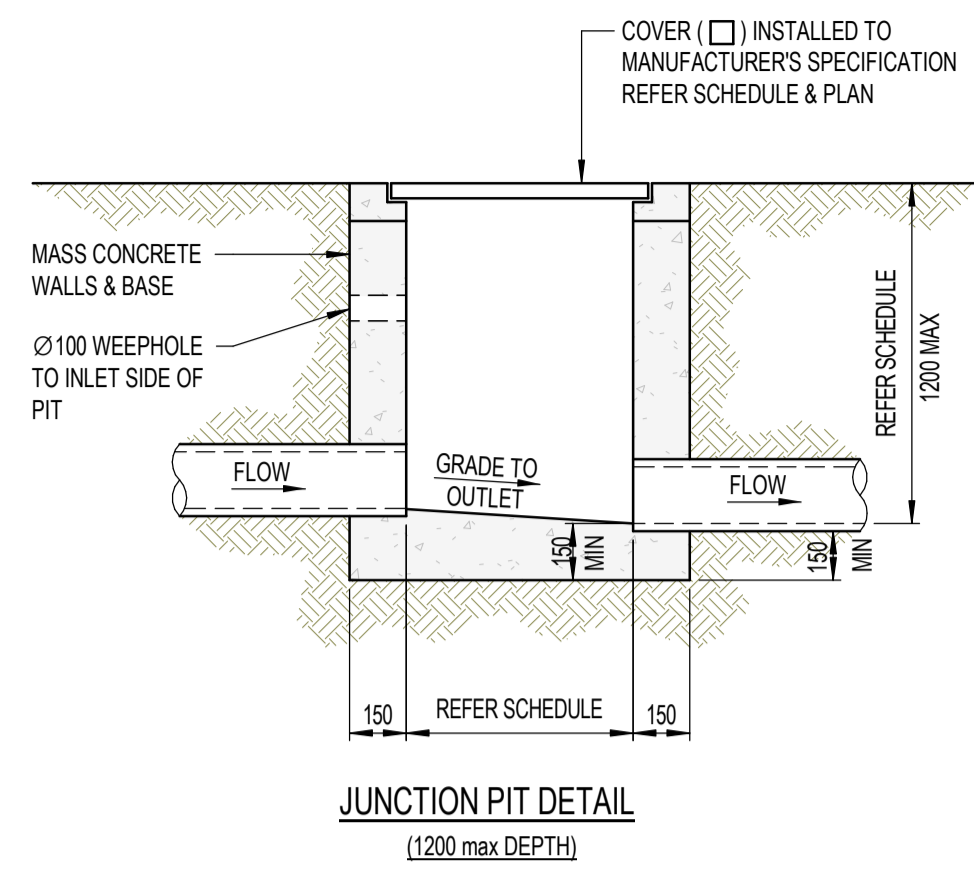 COVER ( □ ) INSTALLED TO
MANUFACTURER'S SPECIFICATION
REFER SCHEDULE & PLAN
MASS CONCRETE
WALLS & BASE
Ø100 WEEPHOLE
TO INLET SIDE OF
PIT
REFER SCHEDULE
1200 MAX
FLOW
GRADE TO
OUTLET
FLOW
150
MIN
150
MIN
150
REFER SCHEDULE
150
JUNCTION PIT DETAIL
(1200 max DEPTH)